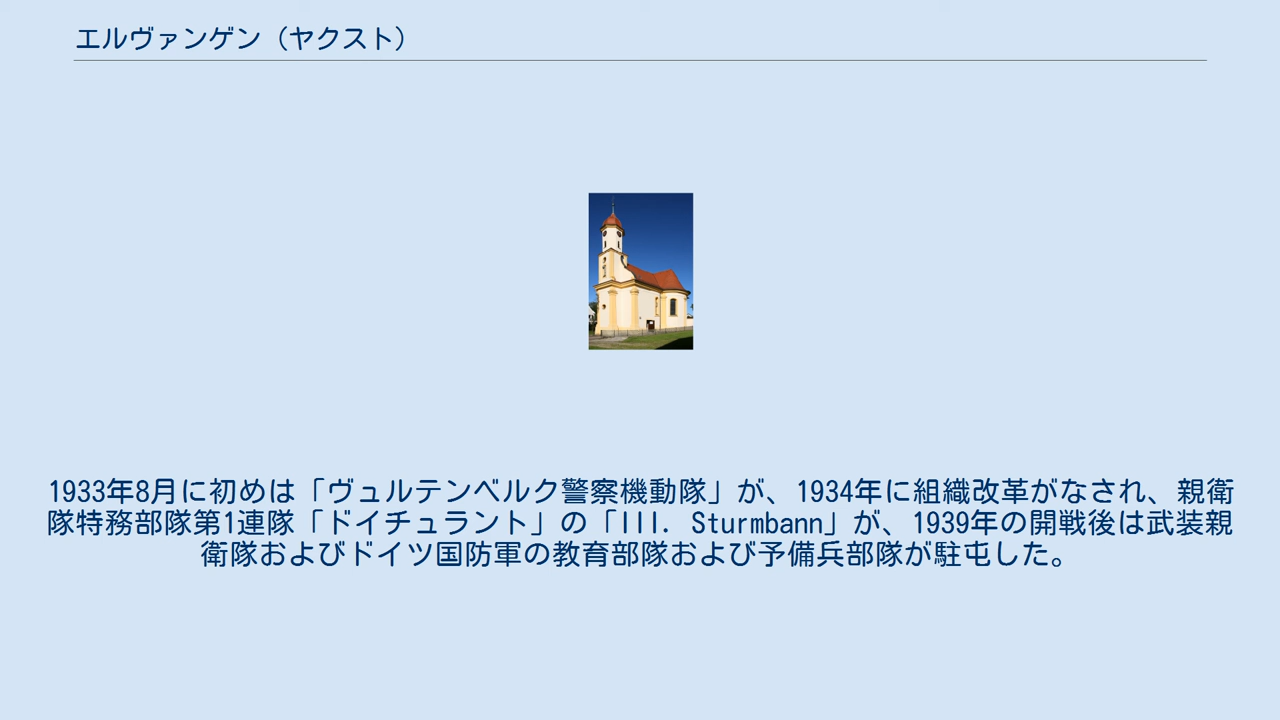 エルヴァンゲン（ヤクスト）
1933年8月に初めは「ヴュルテンベルク警察機動隊」が、1934年に組織改革がなされ、親衛
隊特務部隊第1連隊「ドイチュラント」の「III. Sturmbann」が、1939年の開戦後は武装親
衛隊およびドイツ国防軍の教育部隊および予備兵部隊が駐屯した。